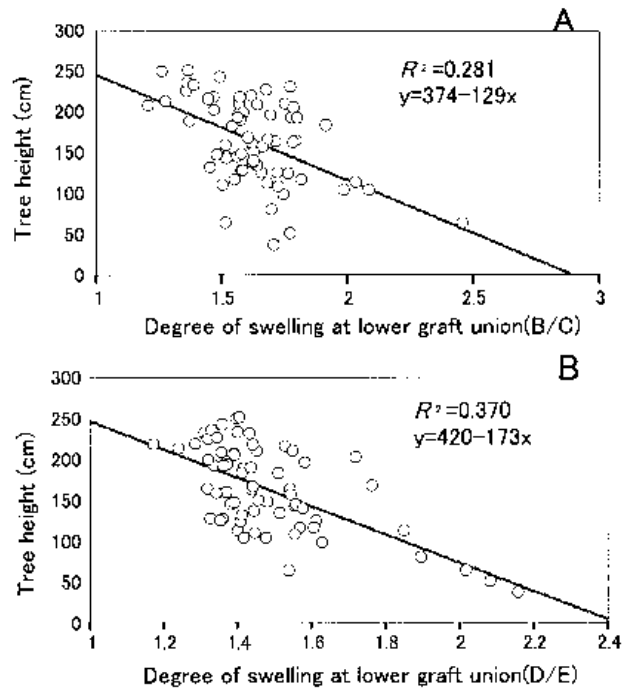 A
300
250
200
150
100
50
0
Tree height (cm)
R²=0.281
y=374-129x
1 1.5 2 2.5 3
Degree of swelling at lower graft union(B/C)
B
300
250
200
150
100
50
0
Tree height (cm)
R²=0.370
y=420-173x
1 1.2 1.4 1.6 1.8 2 2.2 2.4
Degree of swelling at lower graft union(D/E)